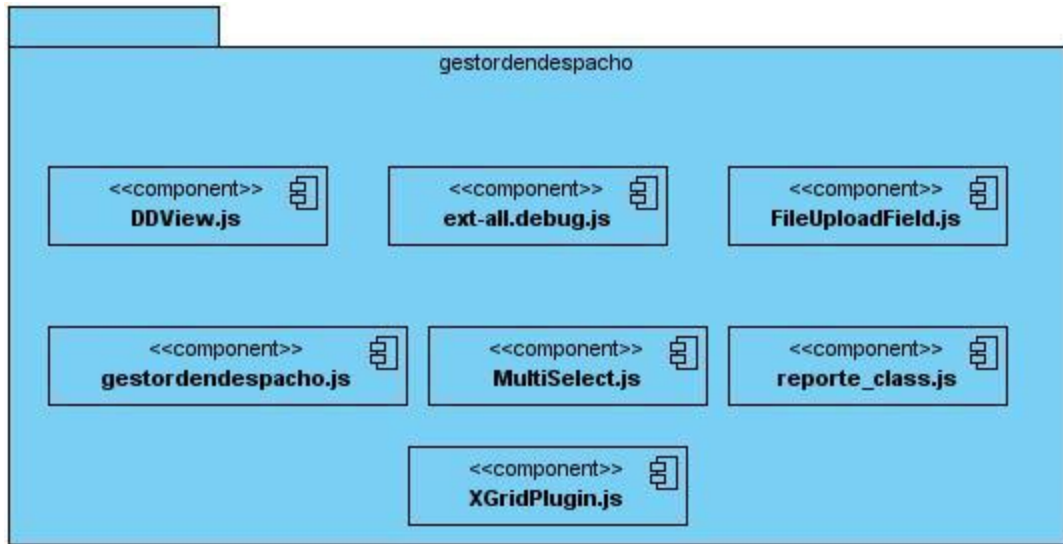 gestordendespacho
<<component>>
DDView.js
<<component>>
ext-all.debug.js
<<component>>
FileUploadField.js
<<component>>
gestordendespacho.js
<<component>>
MultiSelect.js
<<component>>
reporte_class.js
<<component>>
XGridPlugin.js